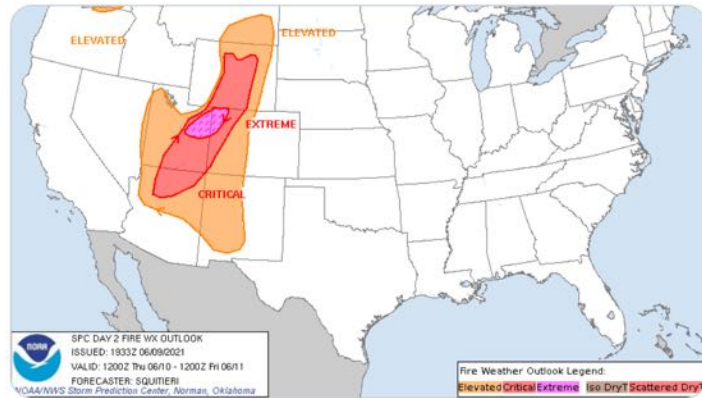 ELEVATED
ELEVATED
EXTREME
CRITICAL
NOAA
SPC DAY 2 FIRE WX OUTLOOK
ISSUED: 1933Z 06/09/2021
VALID: 1200Z Thu 06/10 - 1200Z Fri 06/11
FORECASTER: SQUITIERI
NOAA/NWS Storm Prediction Center, Norman, Oklahoma
Fire Weather Outlook Legend:
Elevated Critical Extreme Iso DryT Scattered DryT